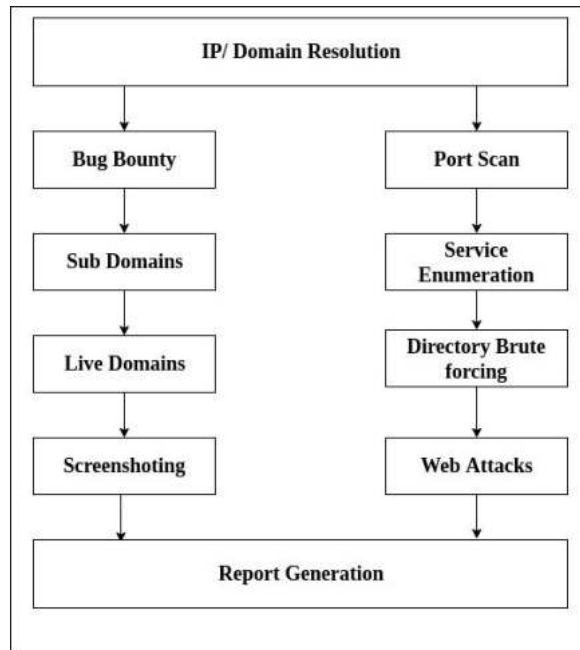 IP/ Domain Resolution
Bug Bounty
Port Scan
Sub Domains
Service
Enumeration
Live Domains
Directory Brute
forcing
Screenshoting
Web Attacks
Report Generation